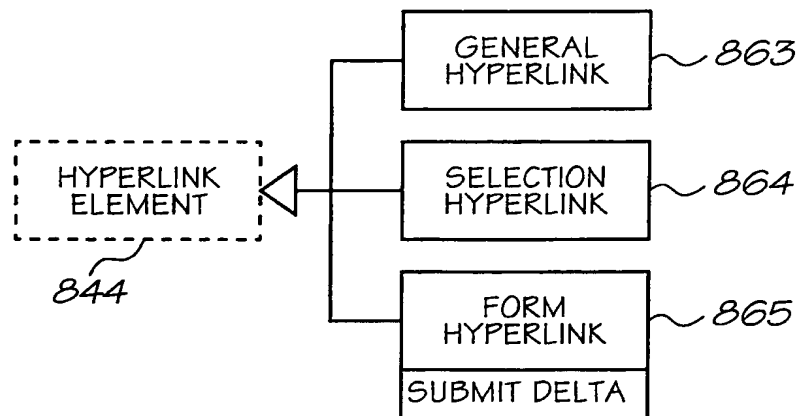 GENERAL
HYPERLINK
863
HYPERLINK
ELEMENT
844
SELECTION
HYPERLINK
864
FORM
HYPERLINK
865
SUBMIT DELTA